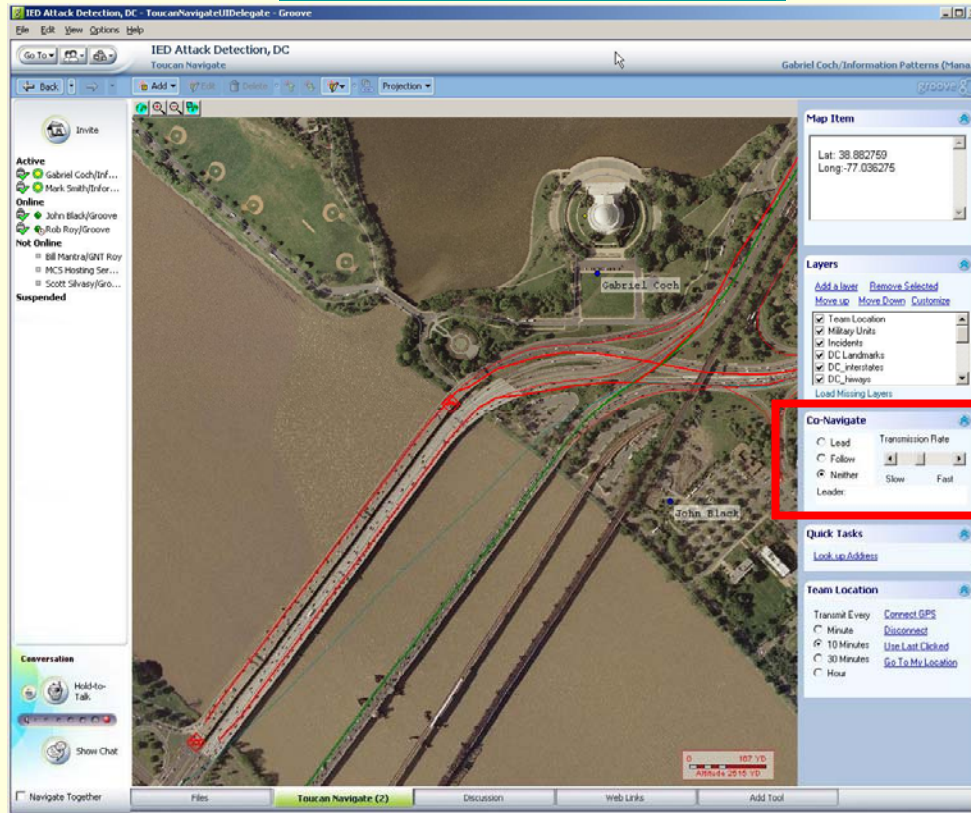 IED Attack Detection, DC - ToucanNavigateUIDelegate - Groove
File Edit View Options Help
Go To
IED Attack Detection, DC
Toucan Navigate
Gabriel Coch/Information Patterns (Mana
Back
Add
Edit
Delete
Projection
groove
Invite
Active
Gabriel Coch/Inf...
Mark Smith/Infor...
Online
John Black/Groove
Rob Roy/Groove
Not Online
Bill Mantra/GNT Roy
MCS Hosting Ser...
Scott Silvasy/Gro...
Suspended
Conversation
Hold-to-
Talk
Show Chat
Navigate Together
Gabriel Coch
John Black
0 167 YD
Altitude 2515 YD
Map Item
Lat: 38.882759
Long:-77.036275
Layers
Add a layer Remove Selected
Move up Move Down Customize
Team Location
Military Units
Incidents
DC Landmarks
DC_interstates
DC_hiways
Load Missing Layers
Co-Navigate
Lead Transmission Rate
Follow
Neither
Slow Fast
Leader:
Quick Tasks
Look up Address
Team Location
Transmit Every Connect GPS
Minute Disconnect
10 Minutes Use Last Clicked
30 Minutes Go To My Location
Hour
Files
Toucan Navigate (2)
Discussion
Web Links
Add Tool